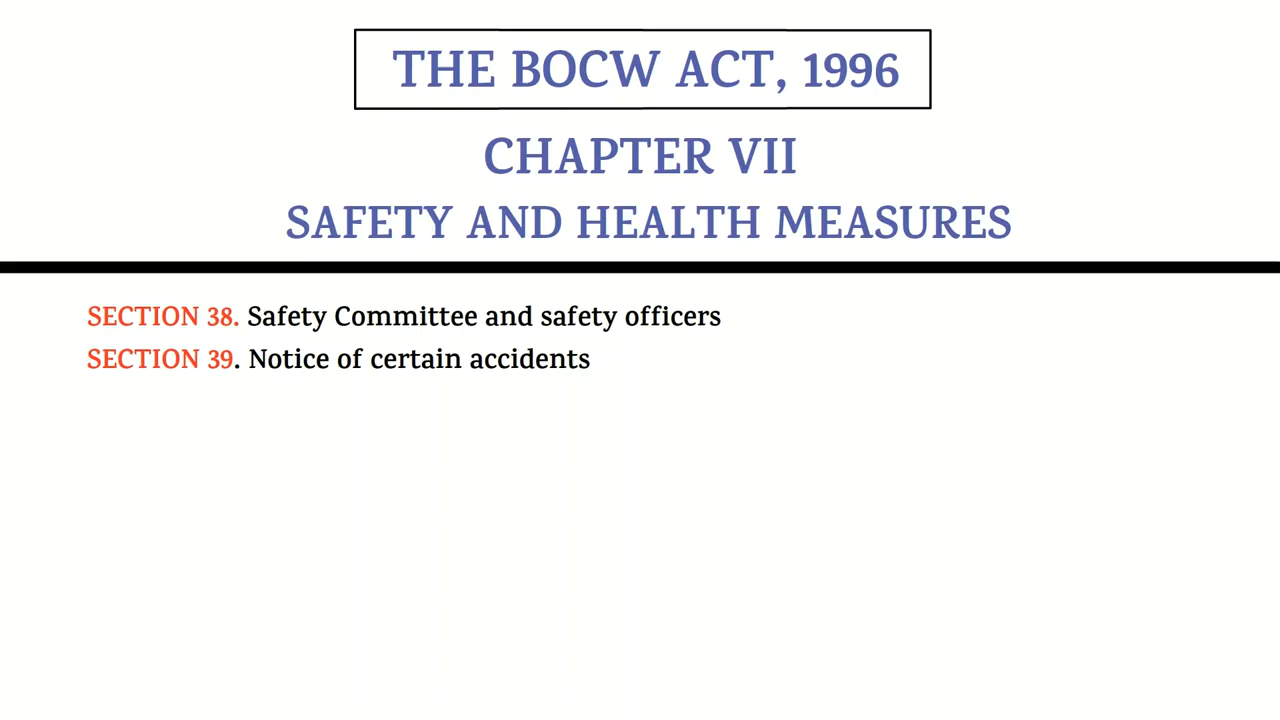 THE BOCW ACT, 1996
CHAPTER VII
SAFETY AND HEALTH MEASURES
SECTION 38. Safety Committee and safety officers
SECTION 39. Notice of certain accidents